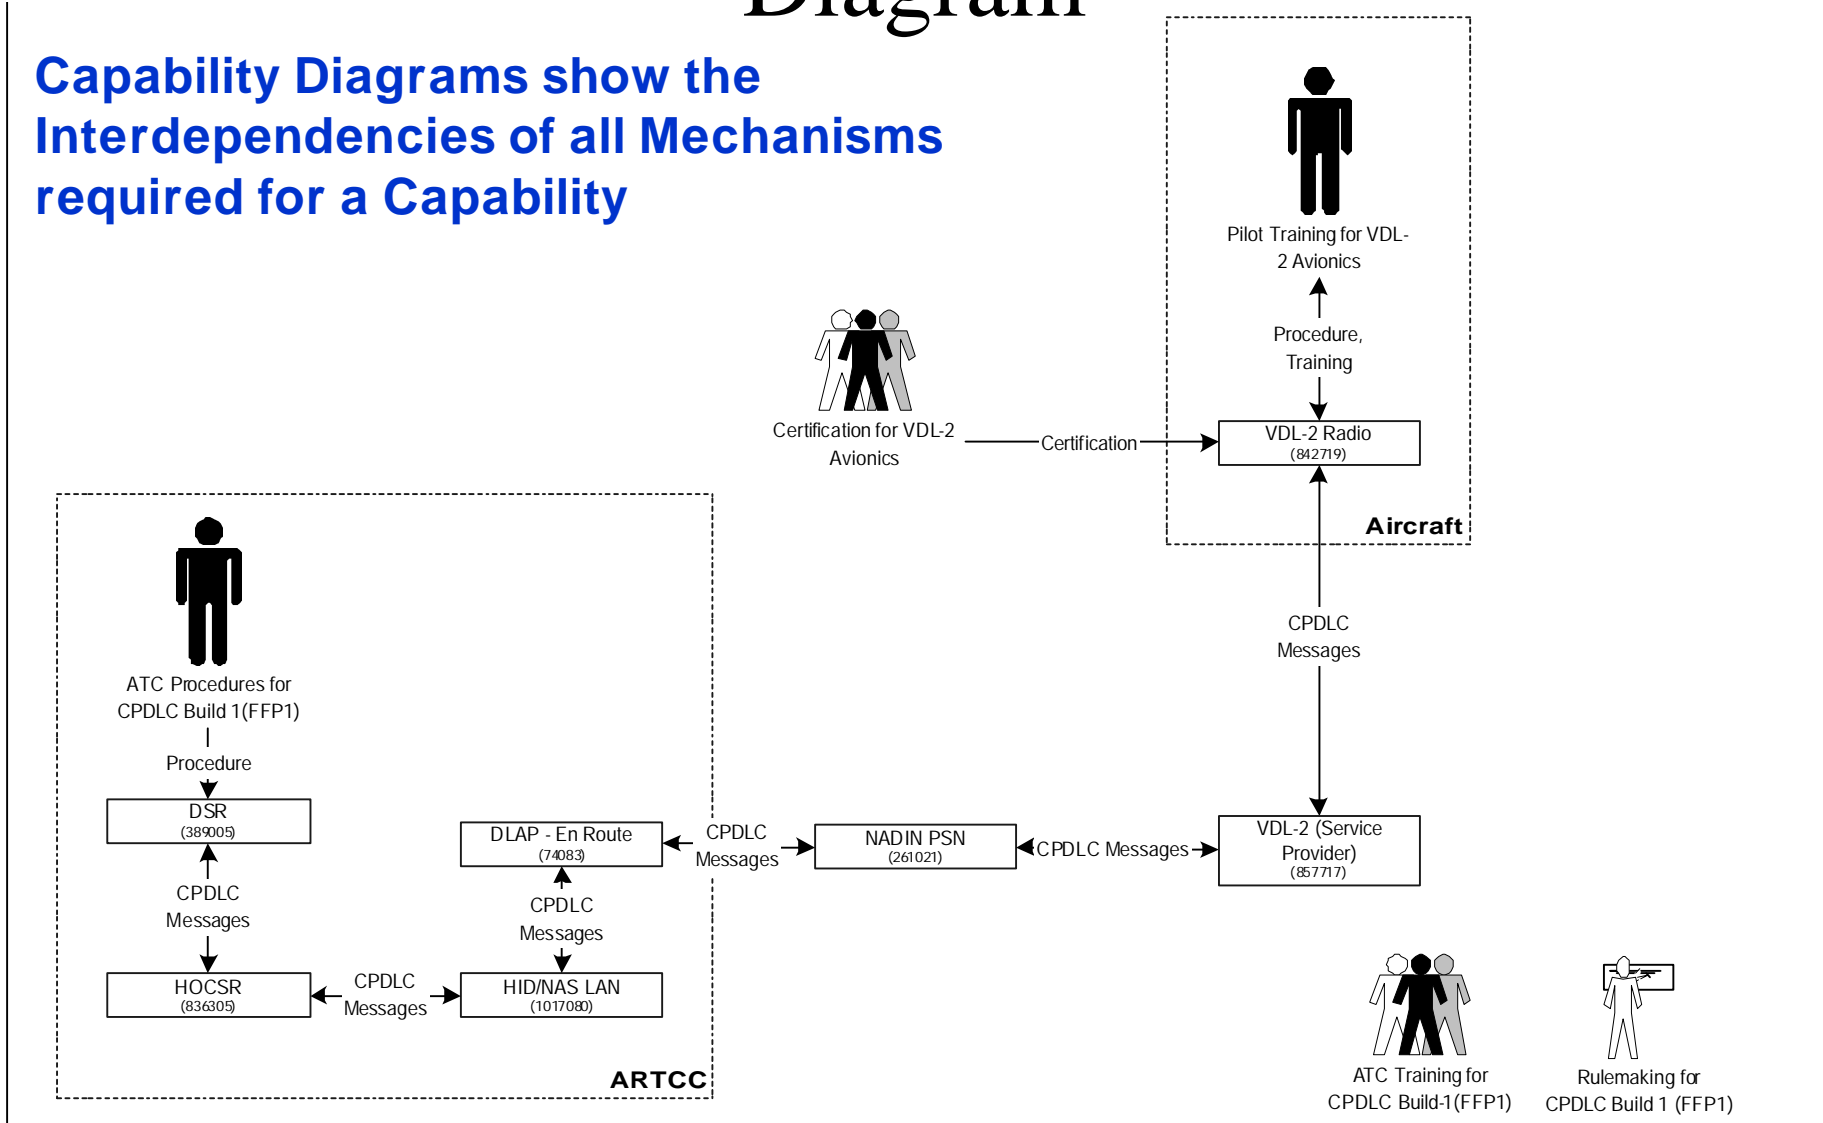 Diagram
Capability Diagrams show the
Interdependencies of all Mechanisms
required for a Capability
Pilot Training for VDL-
2 Avionics
Procedure,
Training
Certification for VDL-2
Avionics
Certification
VDL-2 Radio
(842719)
Aircraft
CPDLC
Messages
ATC Procedures for
CPDLC Build 1(FFP1)
Procedure
DSR
(389005)
CPDLC
Messages
HOCSR
(836305)
CPDLC
Messages
HID/NAS LAN
(1017080)
CPDLC
Messages
DLAP - En Route
(74083)
ARTCC
CPDLC
Messages
NADIN PSN
(261021)
CPDLC Messages
VDL-2 (Service
Provider)
(857717)
ATC Training for
CPDLC Build-1(FFP1)
Rulemaking for
CPDLC Build 1 (FFP1)